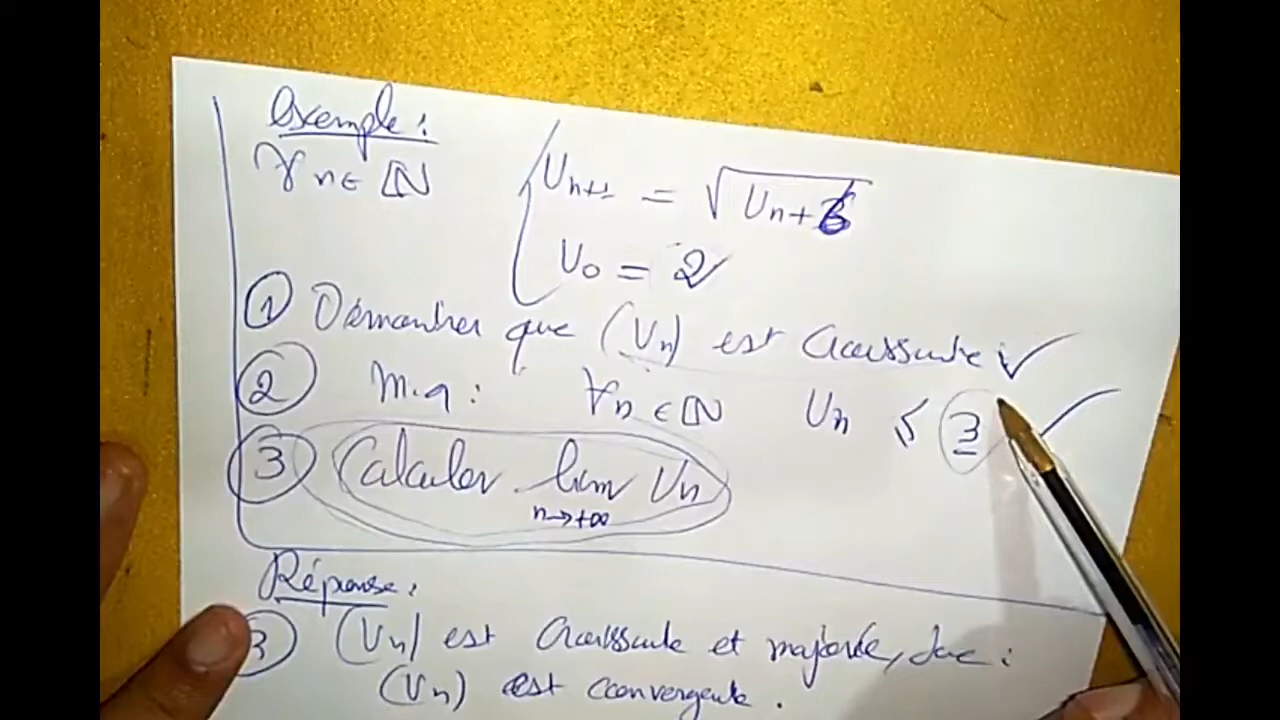 exemple :
∀n∈ℕ
{ Un+1 = √(Un+6)
U0 = 2
① Démontrer que (Un) est croissante ✓
② M.q : ∀n∈ℕ Un ≤ 3 ✓
③ Calculer lim Un
n→+∞
Réponse :
3) (Un) est croissante et majorée, donc :
(Un) est convergente.